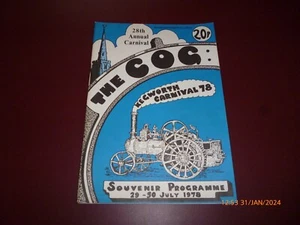 28th
Annual
Carnival
20p
THE COG:
KEGWORTH
CARNIVAL 78
SOUVENIR PROGRAMME
29 - 30 JULY 1978
12:53 31/JAN/2024